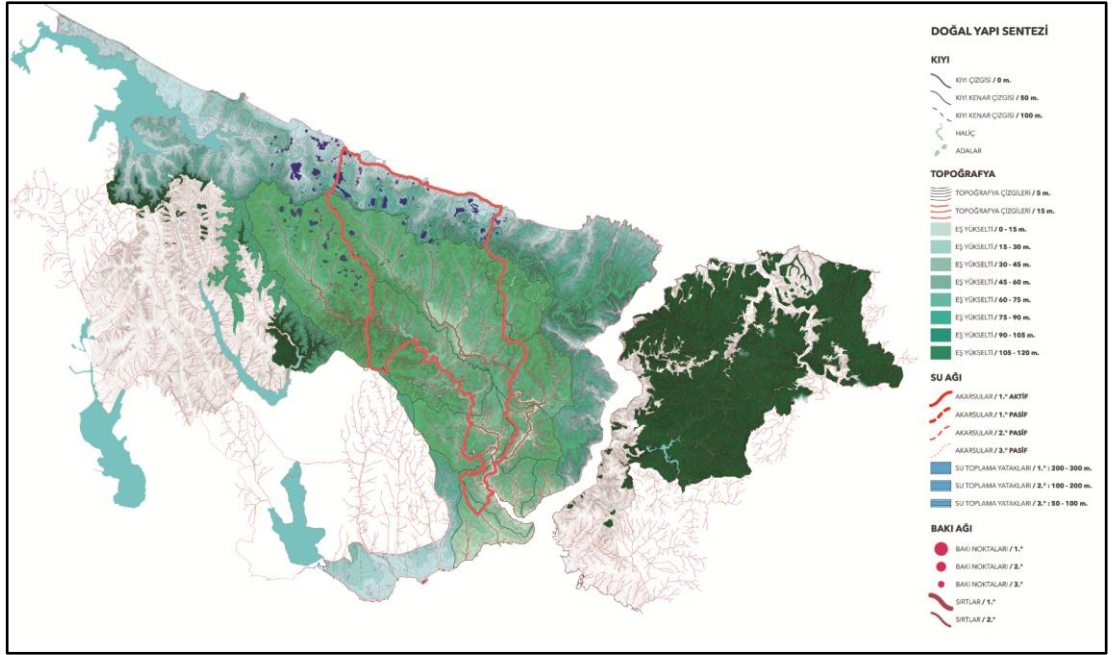 DOĞAL YAPI SENTEZİ
KIYI
KIYI ÇİZGİSİ / 0 m.
KIYI KENAR ÇİZGİSİ / 50 m.
KIYI KENAR ÇİZGİSİ / 100 m.
HALİÇ
ADALAR
TOPOĞRAFYA
TOPOĞRAFYA ÇİZGİLERİ / 5 m.
TOPOĞRAFYA ÇİZGİLERİ / 15 m.
EŞ YÜKSELTİ / 0 - 15 m.
EŞ YÜKSELTİ / 15 - 30 m.
EŞ YÜKSELTİ / 30 - 45 m.
EŞ YÜKSELTİ / 45 - 60 m.
EŞ YÜKSELTİ / 60 - 75 m.
EŞ YÜKSELTİ / 75 - 90 m.
EŞ YÜKSELTİ / 90 - 105 m.
EŞ YÜKSELTİ / 105 - 120 m.
SU AĞI
AKARSULAR / 1.° AKTİF
AKARSULAR / 1.° PASİF
AKARSULAR / 2.° PASİF
AKARSULAR / 3.° PASİF
SU TOPLAMA YATAKLARI / 1.° : 200 - 300 m.
SU TOPLAMA YATAKLARI / 2.° : 100 - 200 m.
SU TOPLAMA YATAKLARI / 3.° : 50 - 100 m.
BAKI AĞI
BAKI NOKTALARI / 1.°
BAKI NOKTALARI / 2.°
BAKI NOKTALARI / 3.°
SIRTLAR / 1.°
SIRTLAR / 2.°